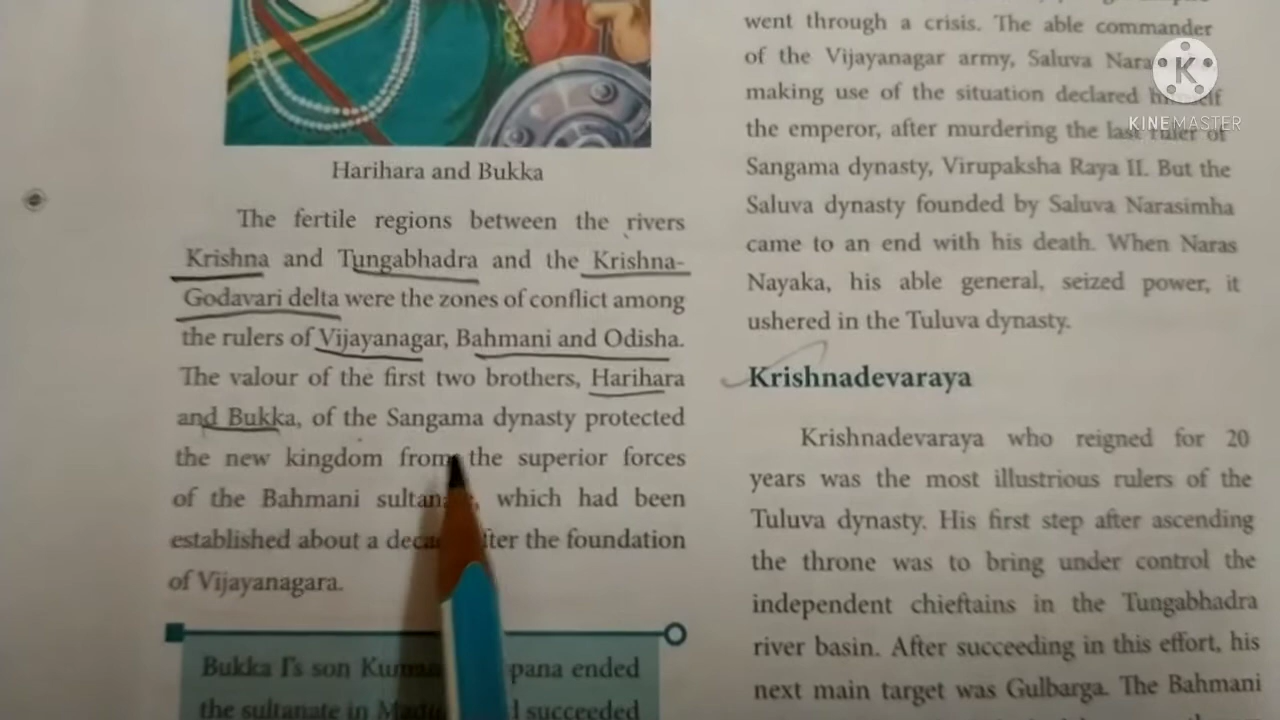 Harihara and Bukka
The fertile regions between the rivers
Krishna and Tungabhadra and the Krishna-
Godavari delta were the zones of conflict among
the rulers of Vijayanagar, Bahmani and Odisha.
The valour of the first two brothers, Harihara
and Bukka, of the Sangama dynasty protected
the new kingdom from the superior forces
of the Bahmani which had been
established about a the foundation
of Vijayanagara.
Bukka I's son ended
the sultanate in succeeded
went through a crisis. The able commander
of the Vijayanagar army, Saluva
making use of the situation declared
the emperor, after murdering the last ruler of
Sangama dynasty, Virupaksha Raya II. But the
Saluva dynasty founded by Saluva Narasimha
came to an end with his death. When Naras
Nayaka, his able general, seized power, it
ushered in the Tuluva dynasty.
Krishnadevaraya
Krishnadevaraya who reigned for 20
years was the most illustrious rulers of the
Tuluva dynasty. His first step after ascending
the throne was to bring under control the
independent chieftains in the Tungabhadra
river basin. After succeeding in this effort, his
next main target was Gulbarga. The Bahmani
K
KINEMASTER